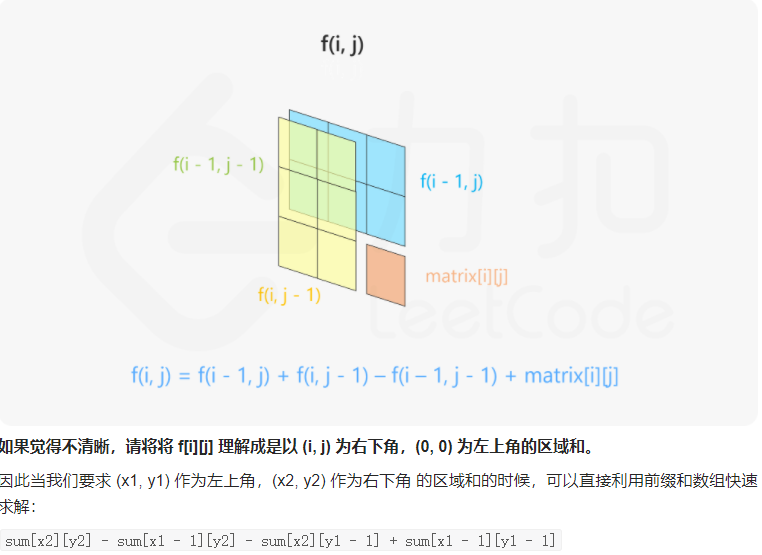 f(i, j)
f(i - 1, j - 1)
f(i - 1, j)
matrix[i][j]
f(i, j - 1)
力扣
LeetCode
f(i, j) = f(i - 1, j) + f(i, j - 1) – f(i – 1, j - 1) + matrix[i][j]
如果觉得不清晰，请将将 f[i][j] 理解成是以 (i, j) 为右下角，(0, 0) 为左上角的区域和。
因此当我们要求 (x1, y1) 作为左上角，(x2, y2) 作为右下角 的区域和的时候，可以直接利用前缀和数组快速
求解：
sum[x2][y2] - sum[x1 - 1][y2] - sum[x2][y1 - 1] + sum[x1 - 1][y1 - 1]